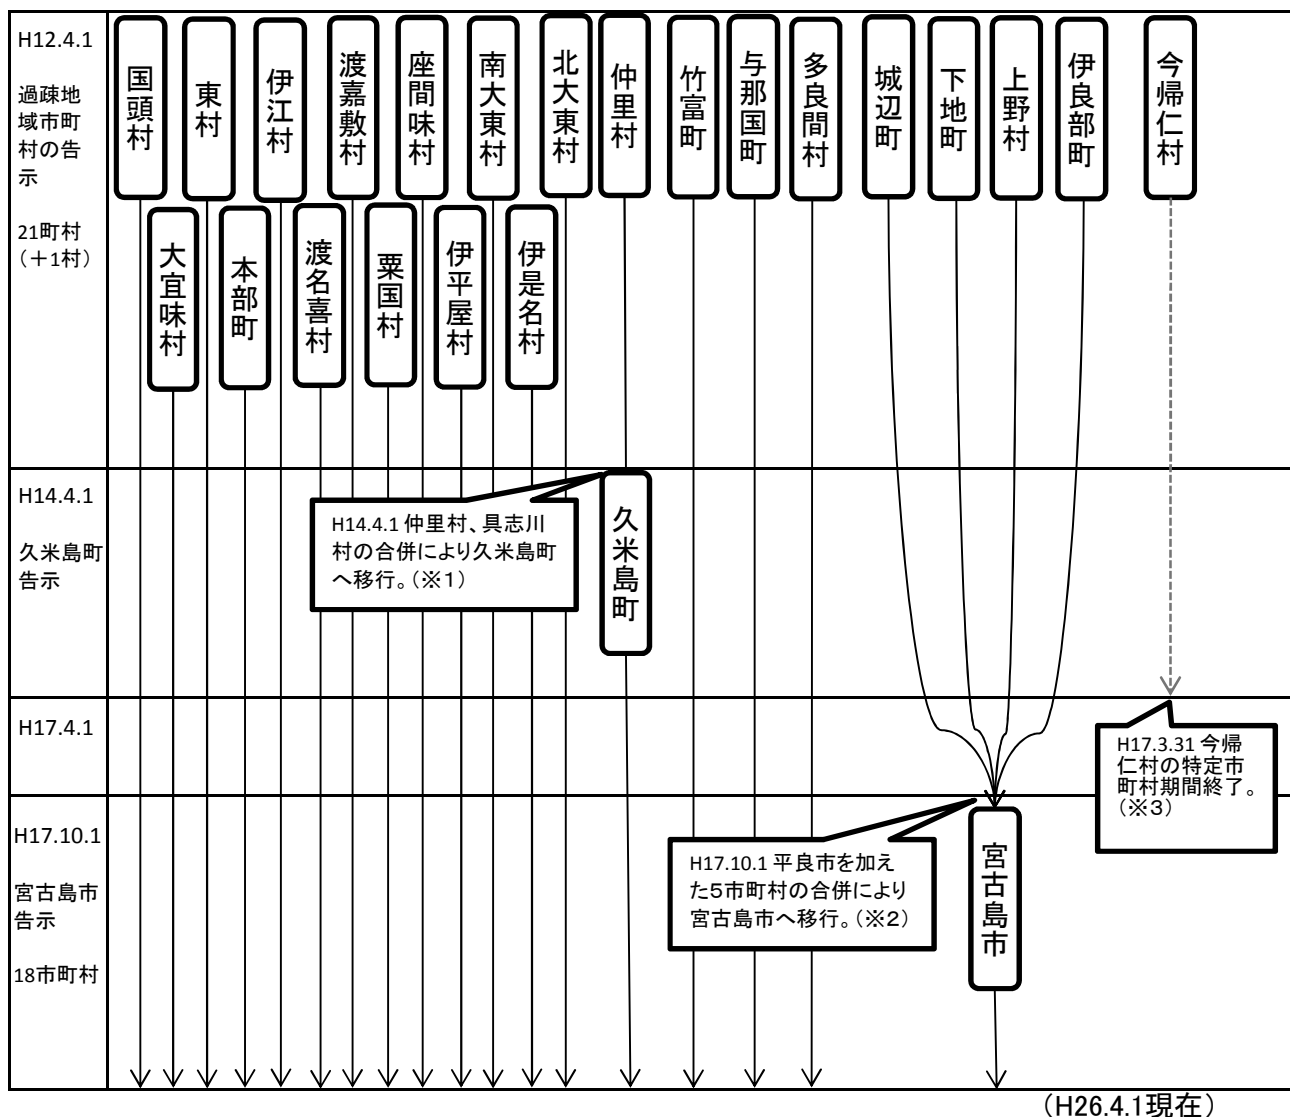 H12.4.1
過疎地
域市町
村の告
示
21町村
(＋1村)
国頭村
東村
伊江村
渡嘉敷村
座間味村
南大東村
北大東村
仲里村
竹富町
与那国町
多良間村
城辺町
下地町
上野村
伊良部町
今帰仁村
大宜味村
本部町
渡名喜村
粟国村
伊平屋村
伊是名村
H14.4.1
久米島町
告示
H14.4.1 仲里村、具志川
村の合併により久米島町
へ移行。(※1)
久米島町
H17.4.1
H17.3.31 今帰
仁村の特定市
町村期間終了。
(※3)
H17.10.1
宮古島市
告示
18市町村
H17.10.1 平良市を加え
た5市町村の合併により
宮古島市へ移行。(※2)
宮古島市
(H26.4.1現在)